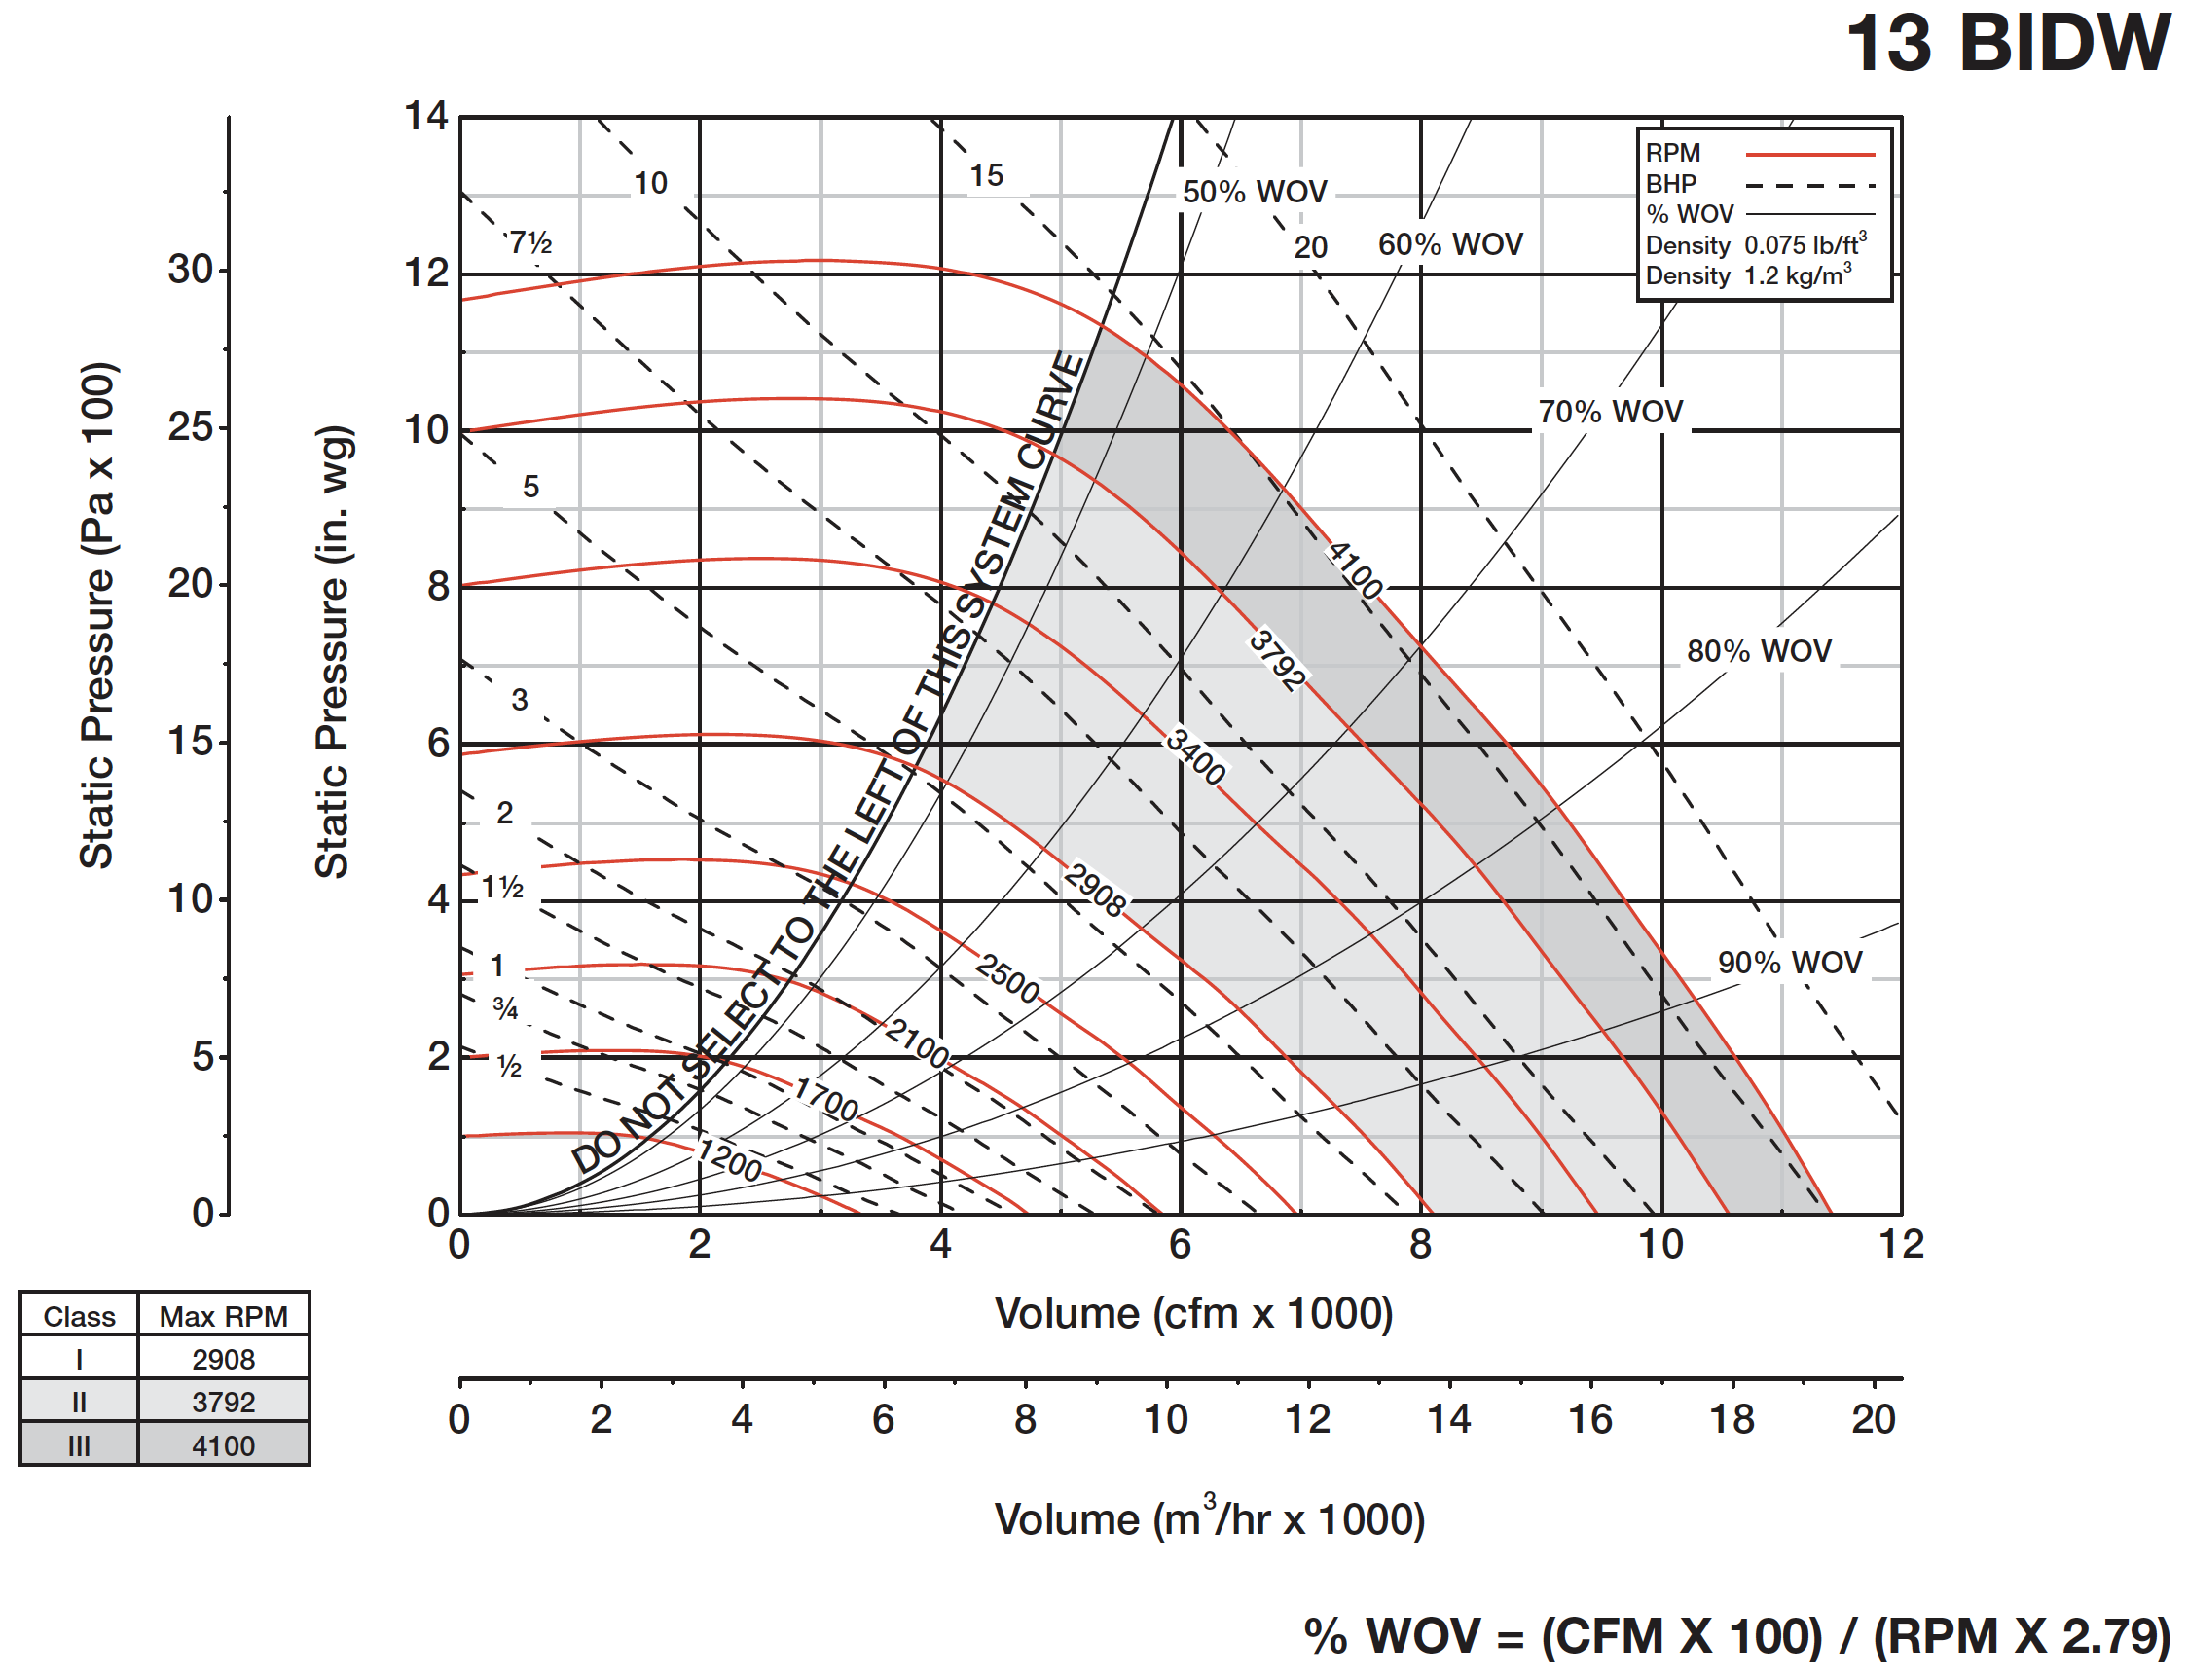 13 BIDW
14
12
10
8
6
4
2
0
30
25
20
15
10
5
0
Static Pressure (Pa x 100)
Static Pressure (in. wg)
RPM
BHP
% WOV
Density 0.075 lb/ft³
Density 1.2 kg/m³
10
15
7½
5
3
2
1½
1
¾
½
20
50% WOV
60% WOV
70% WOV
80% WOV
90% WOV
DO NOT SELECT TO THE LEFT OF THIS SYSTEM CURVE
4100
3792
3400
2908
2500
2100
1700
1200
0 2 4 6 8 10 12
Volume (cfm x 1000)
0 2 4 6 8 10 12 14 16 18 20
Volume (m³/hr x 1000)
Class Max RPM
I 2908
II 3792
III 4100
% WOV = (CFM X 100) / (RPM X 2.79)